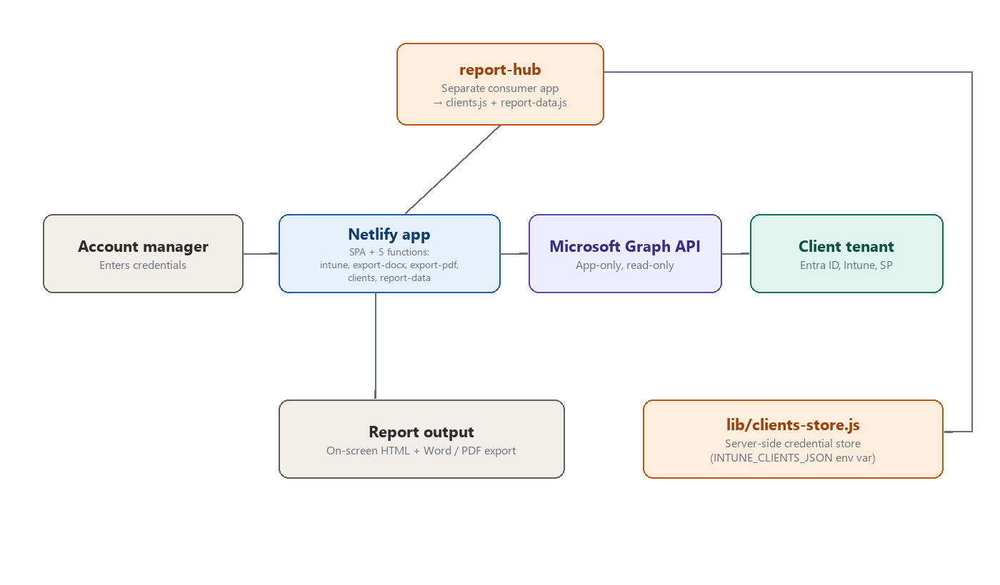 report-hub
Separate consumer app
→ clients.js + report-data.js
Account manager
Enters credentials
Netlify app
SPA + 5 functions:
intune, export-docx, export-pdf,
clients, report-data
Microsoft Graph API
App-only, read-only
Client tenant
Entra ID, Intune, SP
Report output
On-screen HTML + Word / PDF export
lib/clients-store.js
Server-side credential store
(INTUNE_CLIENTS_JSON env var)